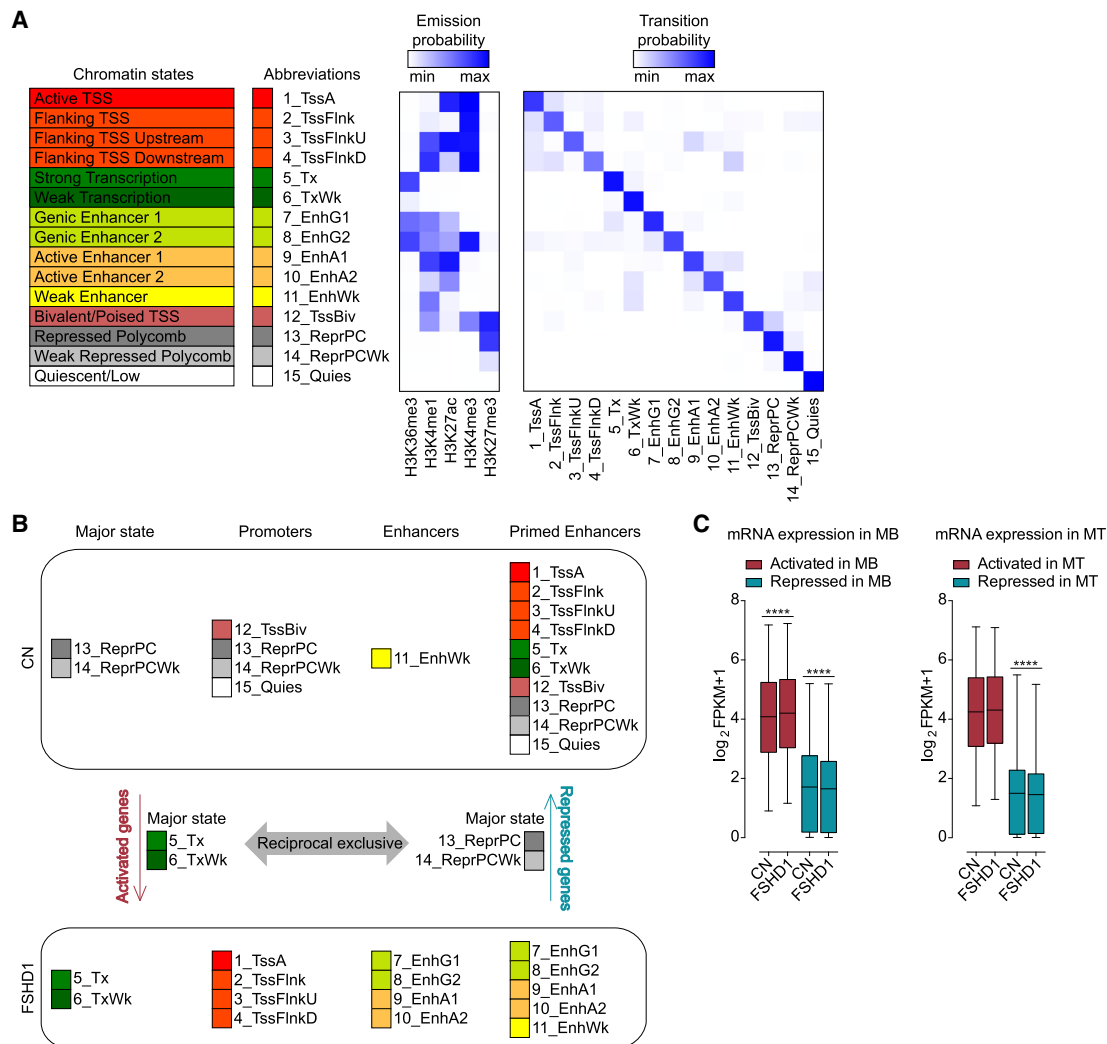 A
Emission
probability
min max
Transition
probability
min max
Chromatin states
Abbreviations
Active TSS
1_TssA
Flanking TSS
2_TssFlnk
Flanking TSS Upstream
3_TssFlnkU
Flanking TSS Downstream
4_TssFlnkD
Strong Transcription
5_Tx
Weak Transcription
6_TxWk
Genic Enhancer 1
7_EnhG1
Genic Enhancer 2
8_EnhG2
Active Enhancer 1
9_EnhA1
Active Enhancer 2
10_EnhA2
Weak Enhancer
11_EnhWk
Bivalent/Poised TSS
12_TssBiv
Repressed Polycomb
13_ReprPC
Weak Repressed Polycomb
14_ReprPCWk
Quiescent/Low
15_Quies
H3K36me3
H3K4me1
H3K27ac
H3K4me3
H3K27me3
1_TssA
2_TssFlnk
3_TssFlnkU
4_TssFlnkD
5_Tx
6_TxWk
7_EnhG1
8_EnhG2
9_EnhA1
10_EnhA2
11_EnhWk
12_TssBiv
13_ReprPC
14_ReprPCWk
15_Quies
B
Major state
Promoters
Enhancers
Primed Enhancers
CN
13_ReprPC
14_ReprPCWk
12_TssBiv
13_ReprPC
14_ReprPCWk
15_Quies
11_EnhWk
1_TssA
2_TssFlnk
3_TssFlnkU
4_TssFlnkD
5_Tx
6_TxWk
12_TssBiv
13_ReprPC
14_ReprPCWk
15_Quies
Activated genes
Major state
5_Tx
6_TxWk
Reciprocal exclusive
Major state
13_ReprPC
14_ReprPCWk
Repressed genes
FSHD1
5_Tx
6_TxWk
1_TssA
2_TssFlnk
3_TssFlnkU
4_TssFlnkD
7_EnhG1
8_EnhG2
9_EnhA1
10_EnhA2
7_EnhG1
8_EnhG2
9_EnhA1
10_EnhA2
11_EnhWk
C
mRNA expression in MB
Activated in MB
Repressed in MB
log2FPKM+1
8
6
4
2
0
****
****
CN
FSHD1
CN
FSHD1
mRNA expression in MT
Activated in MT
Repressed in MT
log2FPKM+1
8
6
4
2
0
****
CN
FSHD1
CN
FSHD1